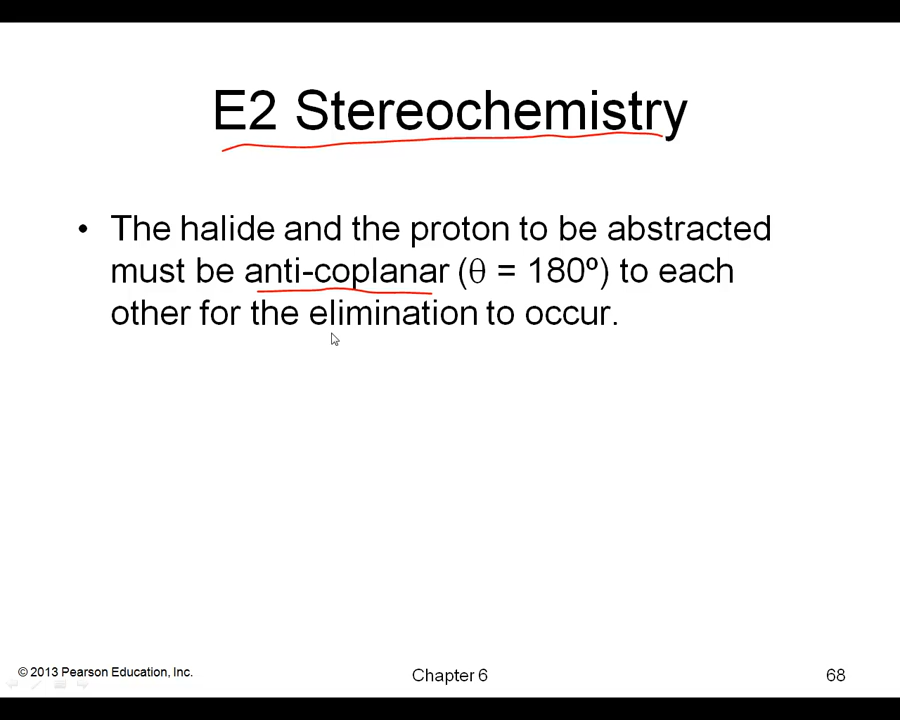 E2 Stereochemistry
• The halide and the proton to be abstracted
must be anti-coplanar (θ = 180º) to each
other for the elimination to occur.
© 2013 Pearson Education, Inc.
Chapter 6
68